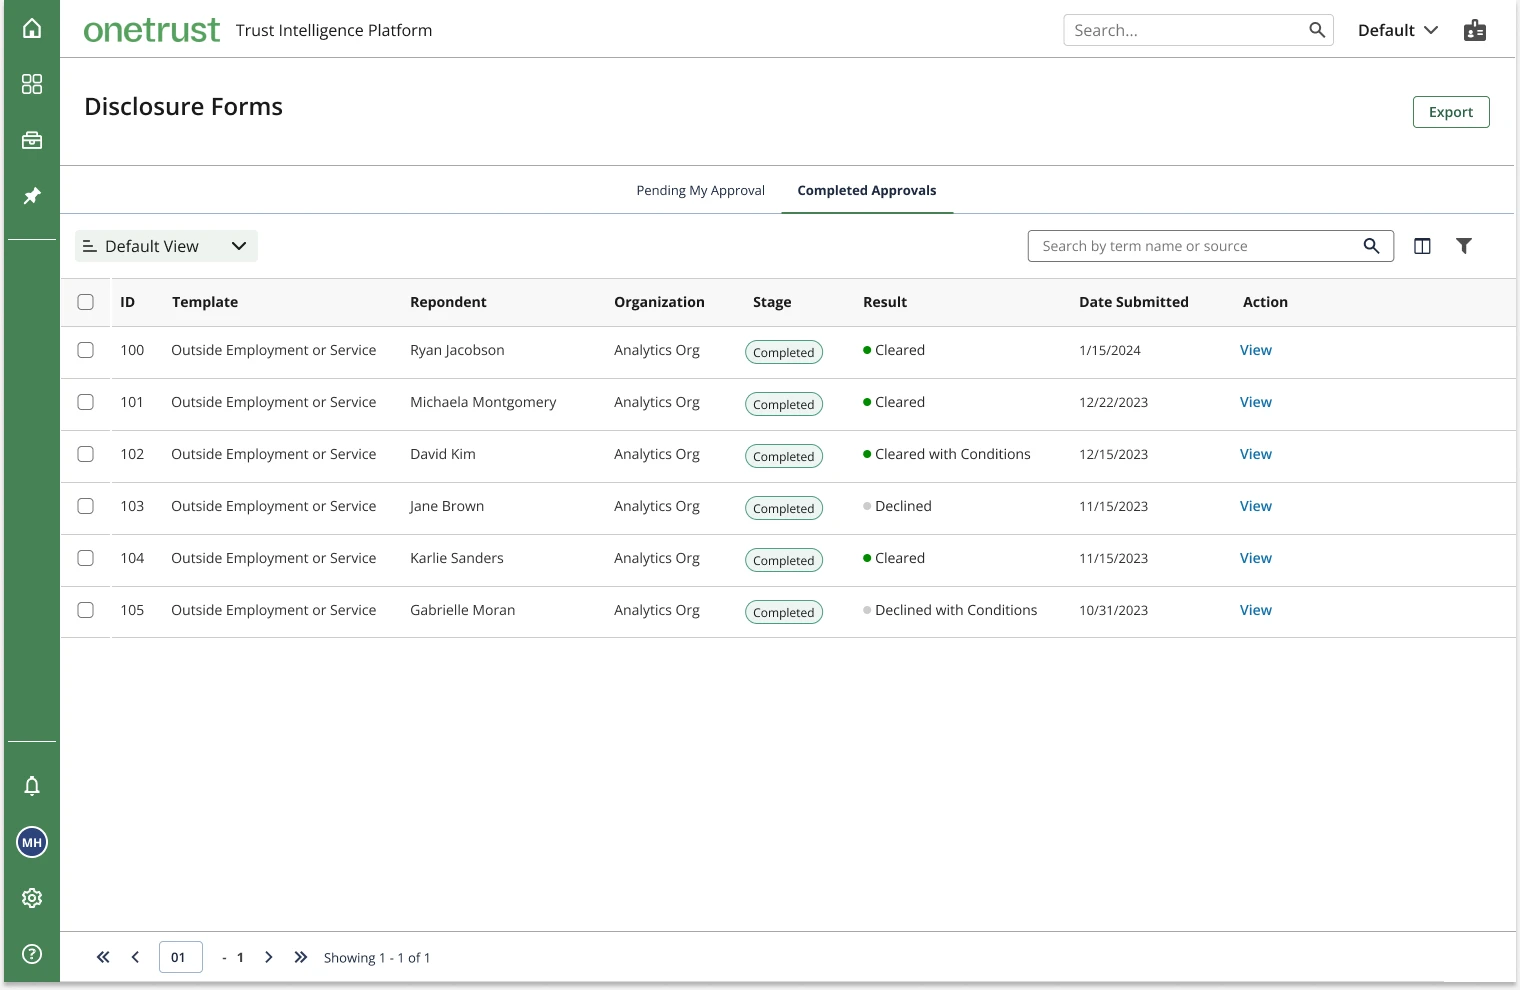 onetrust Trust Intelligence Platform Search... Default
Disclosure Forms
Export
Pending My Approval Completed Approvals
Default View Search by term name or source
ID Template Repondent Organization Stage Result Date Submitted Action
100 Outside Employment or Service Ryan Jacobson Analytics Org Completed Cleared 1/15/2024 View
101 Outside Employment or Service Michaela Montgomery Analytics Org Completed Cleared 12/22/2023 View
102 Outside Employment or Service David Kim Analytics Org Completed Cleared with Conditions 12/15/2023 View
103 Outside Employment or Service Jane Brown Analytics Org Completed Declined 11/15/2023 View
104 Outside Employment or Service Karlie Sanders Analytics Org Completed Cleared 11/15/2023 View
105 Outside Employment or Service Gabrielle Moran Analytics Org Completed Declined with Conditions 10/31/2023 View
MH
?
01 - 1 Showing 1 - 1 of 1